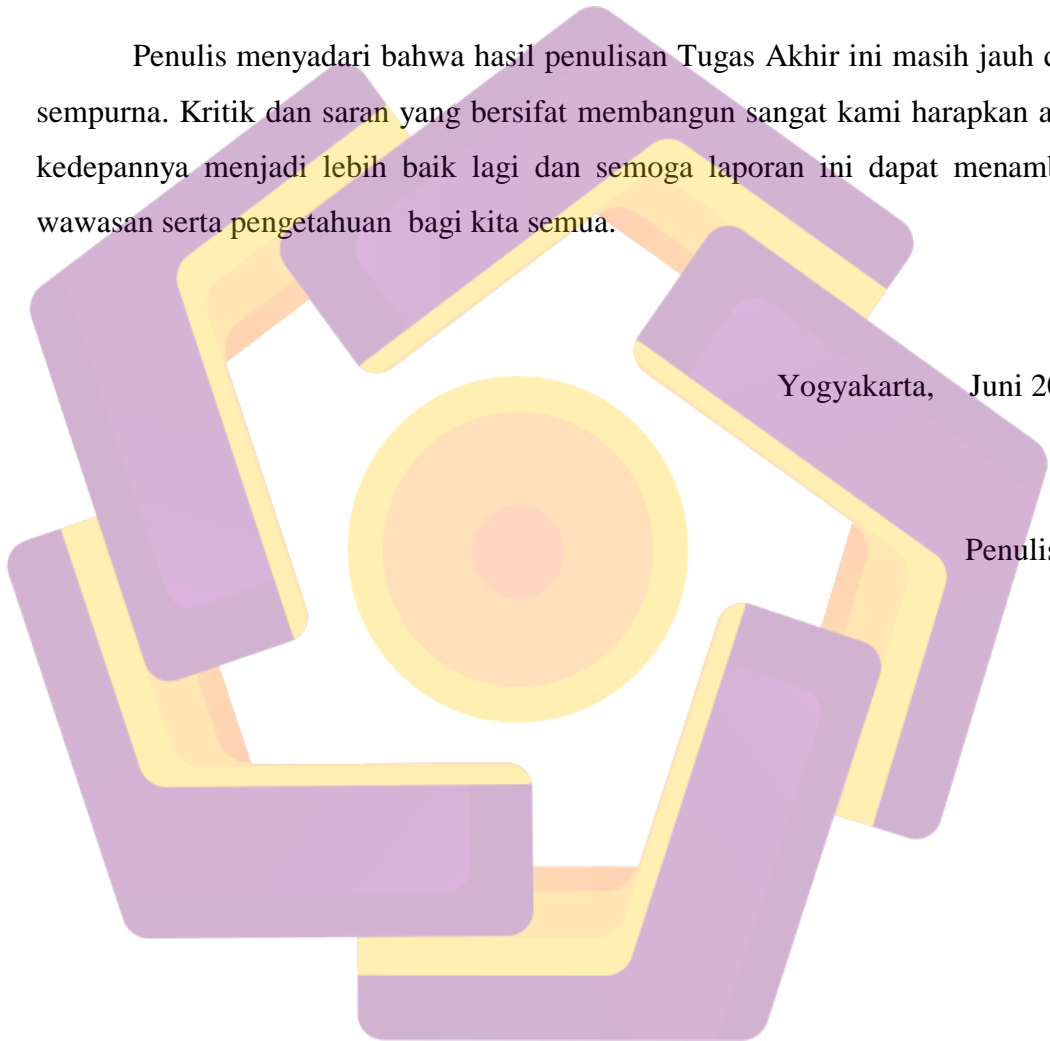 Penulis menyadari bahwa hasil penulisan Tugas Akhir ini masih jauh
sempurna. Kritik dan saran yang bersifat membangun sangat kami harapkan
kedepannya menjadi lebih baik lagi dan semoga laporan ini dapat
wawasan serta pengetahuan bagi kita semua.
Yogyakarta, Juni
Penulis